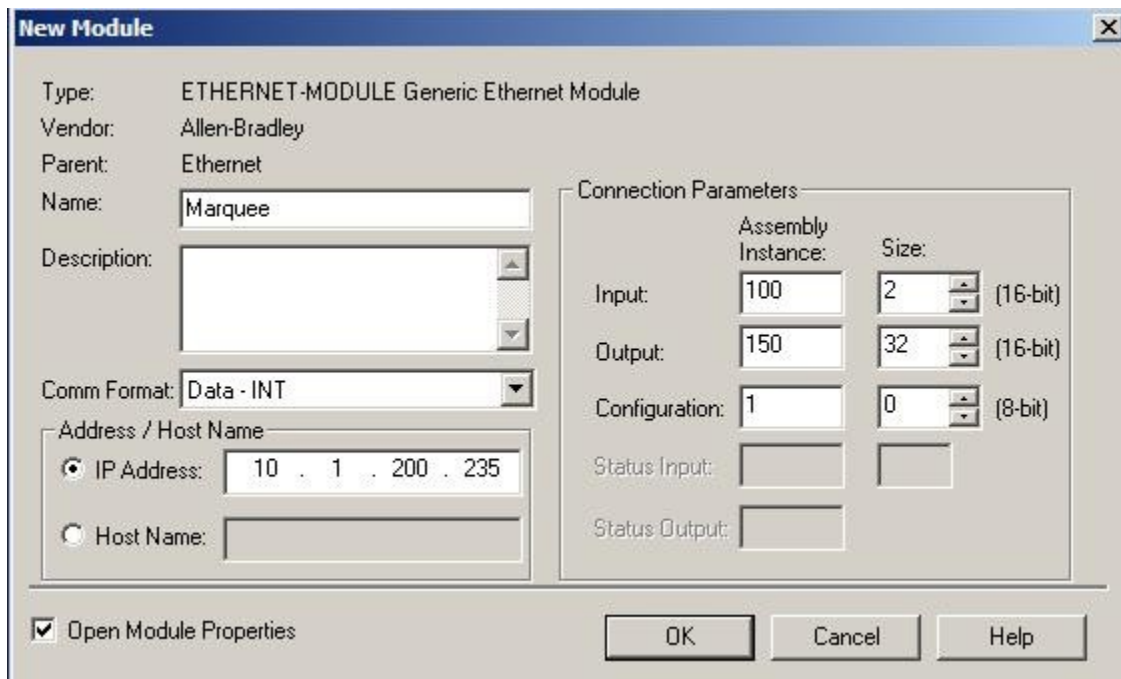 New Module
Type: ETHERNET-MODULE Generic Ethernet Module
Vendor: Allen-Bradley
Parent: Ethernet
Name: Marquee
Description:
Comm Format: Data - INT
Address / Host Name
IP Address: 10 . 1 . 200 . 235
Host Name:
Connection Parameters
Assembly
Instance: Size:
Input: 100 2 (16-bit)
Output: 150 32 (16-bit)
Configuration: 1 0 (8-bit)
Status Input:
Status Output:
Open Module Properties
OK Cancel Help